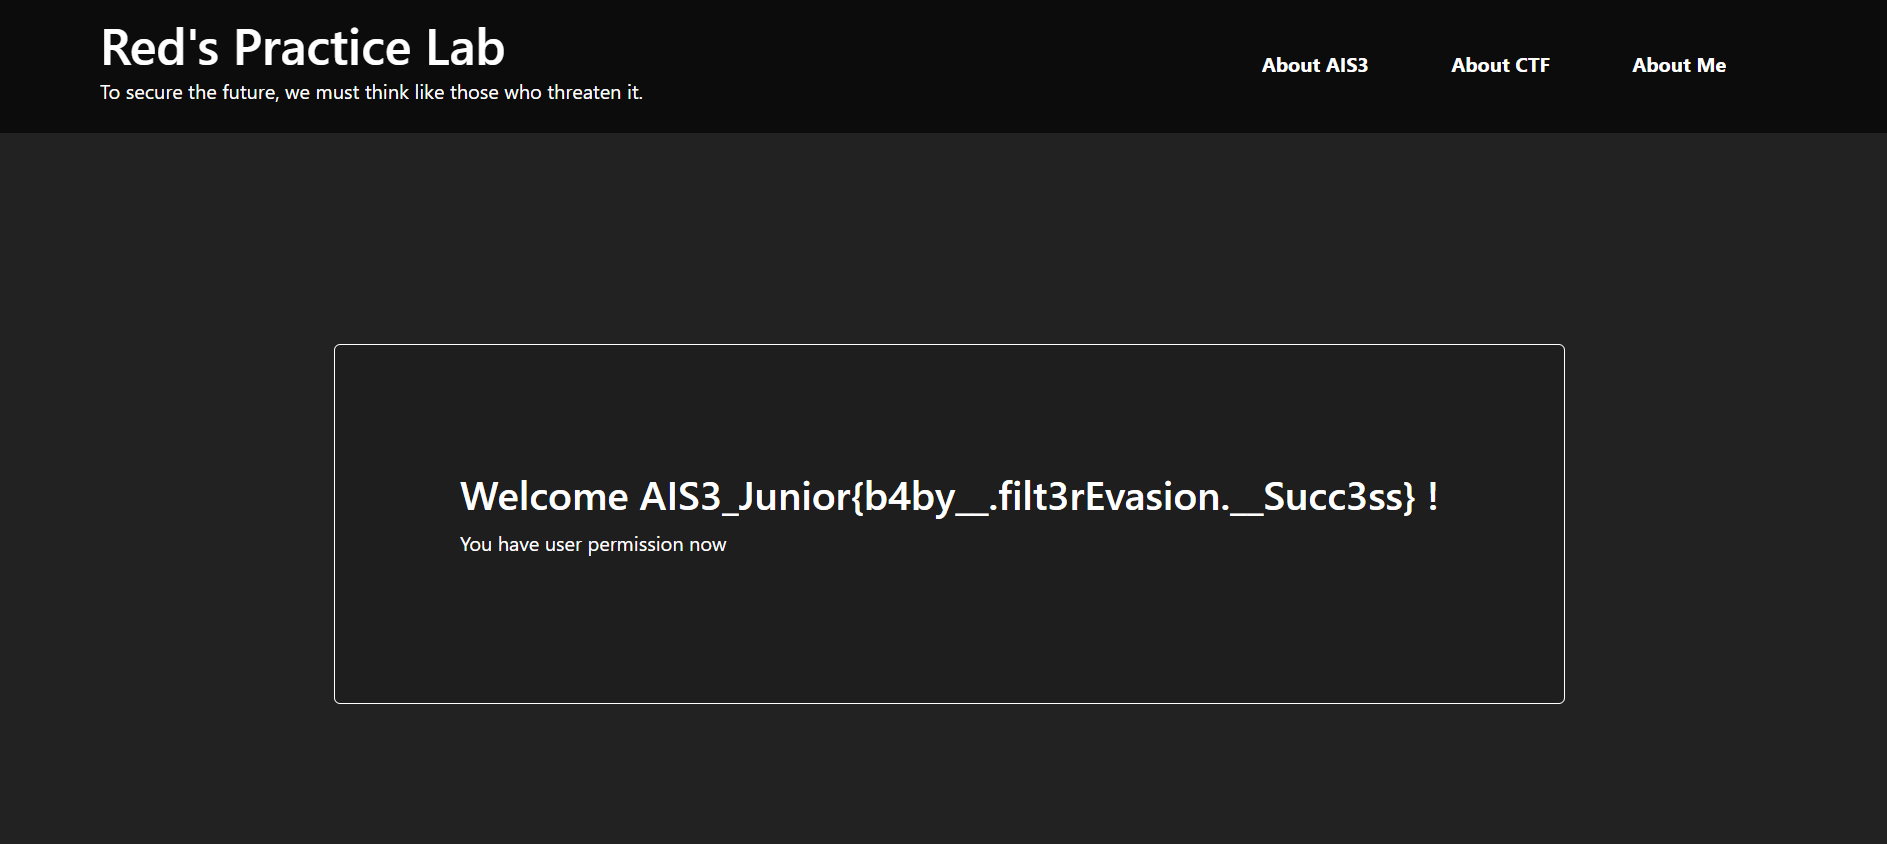 Red's Practice Lab
To secure the future, we must think like those who threaten it.
About AIS3
About CTF
About Me
Welcome AIS3_Junior{b4by__.filt3rEvasion.__Succ3ss} !
You have user permission now